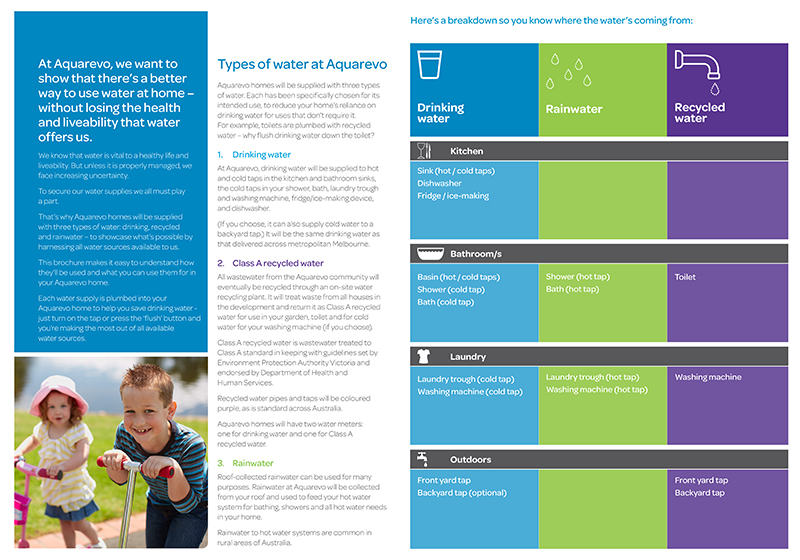 At Aquarevo, we want to
show that there's a better
way to use water at home –
without losing the health
and liveability that water
offers us.
We know that water is vital to a healthy life and
liveability. But unless it is properly managed, we
face increasing uncertainty.
To secure our water supplies we all must play
a part.
That's why Aquarevo homes will be supplied
with three types of water: drinking, recycled
and rainwater – to showcase what's possible by
harnessing all water sources available to us.
This brochure makes it easy to understand how
they'll be used and what you can use them for in
your Aquarevo home.
Each water supply is plumbed into your
Aquarevo home to help you save drinking water -
just turn on the tap or press the 'flush' button and
you're making the most out of all available
water sources.
Types of water at Aquarevo
Aquarevo homes will be supplied with three types
of water. Each has been specifically chosen for its
intended use, to reduce your home's reliance on
drinking water for uses that don't require it.
For example, toilets are plumbed with recycled
water – why flush drinking water down the toilet?
1. Drinking water
At Aquarevo, drinking water will be supplied to hot
and cold taps in the kitchen and bathroom sinks,
the cold taps in your shower, bath, laundry trough
and washing machine, fridge/ice-making device,
and dishwasher.
(If you choose, it can also supply cold water to a
backyard tap.) It will be the same drinking water as
that delivered across metropolitan Melbourne.
2. Class A recycled water
All wastewater from the Aquarevo community will
eventually be recycled through an on-site water
recycling plant. It will treat waste from all houses in
the development and return it as Class A recycled
water for use in your garden, toilet and for cold
water for your washing machine (if you choose).
Class A recycled water is wastewater treated to
Class A standard in keeping with guidelines set by
Environment Protection Authority Victoria and
endorsed by Department of Health and
Human Services.
Recycled water pipes and taps will be coloured
purple, as is standard across Australia.
Aquarevo homes will have two water meters:
one for drinking water and one for Class A
recycled water.
3. Rainwater
Roof-collected rainwater can be used for many
purposes. Rainwater at Aquarevo will be collected
from your roof and used to feed your hot water
system for bathing, showers and all hot water needs
in your home.
Rainwater to hot water systems are common in
rural areas of Australia.
Here's a breakdown so you know where the water's coming from:
Drinking
water
Rainwater
Recycled
water
Kitchen
Sink (hot / cold taps)
Dishwasher
Fridge / ice-making
Bathroom/s
Basin (hot / cold taps)
Shower (cold tap)
Bath (cold tap)
Shower (hot tap)
Bath (hot tap)
Toilet
Laundry
Laundry trough (cold tap)
Washing machine (cold tap)
Laundry trough (hot tap)
Washing machine (hot tap)
Washing machine
Outdoors
Front yard tap
Backyard tap (optional)
Front yard tap
Backyard tap